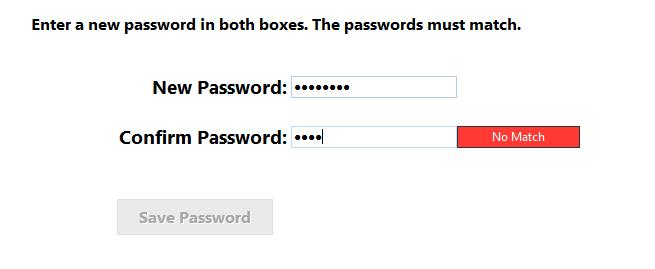 Enter a new password in both boxes. The passwords must match.
New Password: ••••••••
Confirm Password: •••• No Match
Save Password